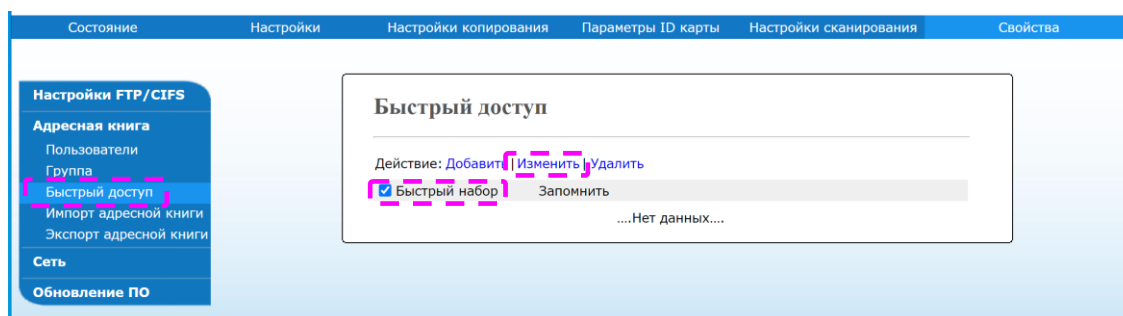 Состояние Настройки Настройки копирования Параметры ID карты Настройки сканирования Свойства
Настройки FTP/CIFS
Адресная книга
Пользователи
Группа
Быстрый доступ
Импорт адресной книги
Экспорт адресной книги
Сеть
Обновление ПО
Быстрый доступ
Действие: Добавить | Изменить | Удалить
Быстрый набор Запомнить
....Нет данных....